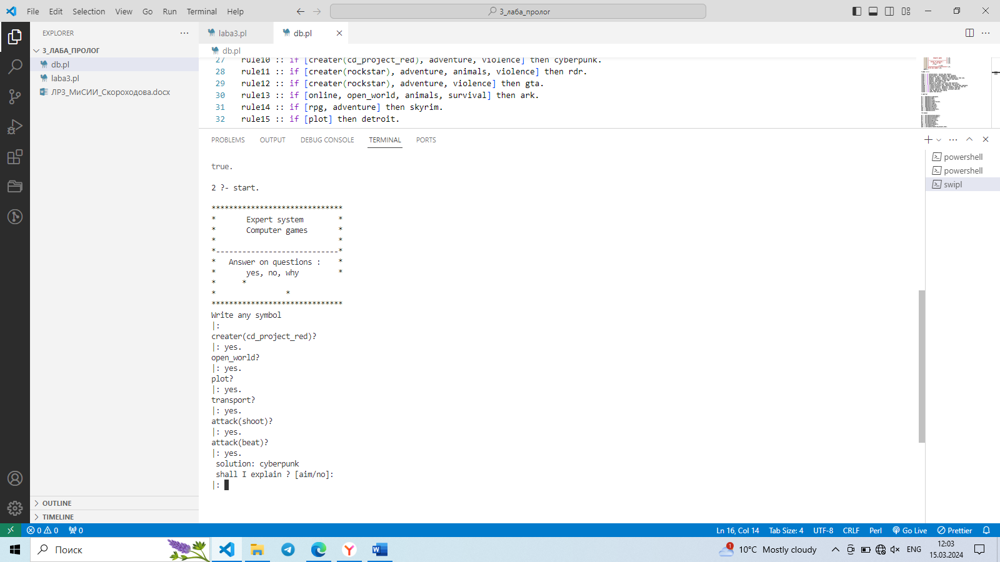 File Edit Selection View Go Run Terminal Help
3_лаба_пролог
EXPLORER
3_ЛАБА_ПРОЛОГ
db.pl
laba3.pl
ЛР3_МиСИИ_Скороходова.docx
OUTLINE
TIMELINE
laba3.pl
db.pl
db.pl
27 rule10 :: if [creater(cd_project_red), adventure, violence] then cyberpunk.
28 rule11 :: if [creater(rockstar), adventure, animals, violence] then rdr.
29 rule12 :: if [creater(rockstar), adventure, violence] then gta.
30 rule13 :: if [online, open_world, animals, survival] then ark.
31 rule14 :: if [rpg, adventure] then skyrim.
32 rule15 :: if [plot] then detroit.
PROBLEMS OUTPUT DEBUG CONSOLE TERMINAL PORTS
powershell
powershell
swipl
true.
2 ?- start.
******************************
* Expert system *
* Computer games *
* *
*----------------------------*
* Answer on questions : *
* yes, no, why *
* *
* *
******************************
Write any symbol
|:
creater(cd_project_red)?
|: yes.
open_world?
|: yes.
plot?
|: yes.
transport?
|: yes.
attack(shoot)?
|: yes.
attack(beat)?
|: yes.
solution: cyberpunk
shall I explain ? [aim/no]:
|:
0 0 0 Ln 16, Col 14 Tab Size: 4 UTF-8 CRLF Perl Go Live Prettier
Поиск
1 10°C Mostly cloudy ENG
12:03
15.03.2024